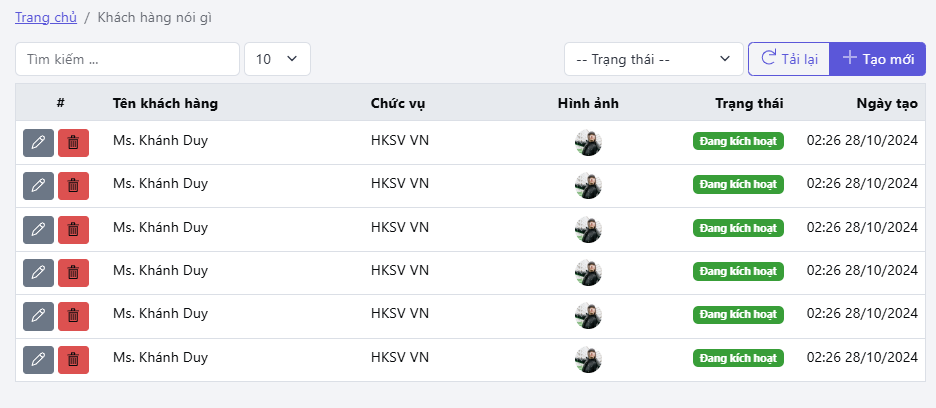 Trang chủ / Khách hàng nói gì
Tìm kiếm ... 10 -- Trạng thái -- Tải lại Tạo mới
# Tên khách hàng Chức vụ Hình ảnh Trạng thái Ngày tạo
Ms. Khánh Duy HKSV VN Đang kích hoạt 02:26 28/10/2024
Ms. Khánh Duy HKSV VN Đang kích hoạt 02:26 28/10/2024
Ms. Khánh Duy HKSV VN Đang kích hoạt 02:26 28/10/2024
Ms. Khánh Duy HKSV VN Đang kích hoạt 02:26 28/10/2024
Ms. Khánh Duy HKSV VN Đang kích hoạt 02:26 28/10/2024
Ms. Khánh Duy HKSV VN Đang kích hoạt 02:26 28/10/2024